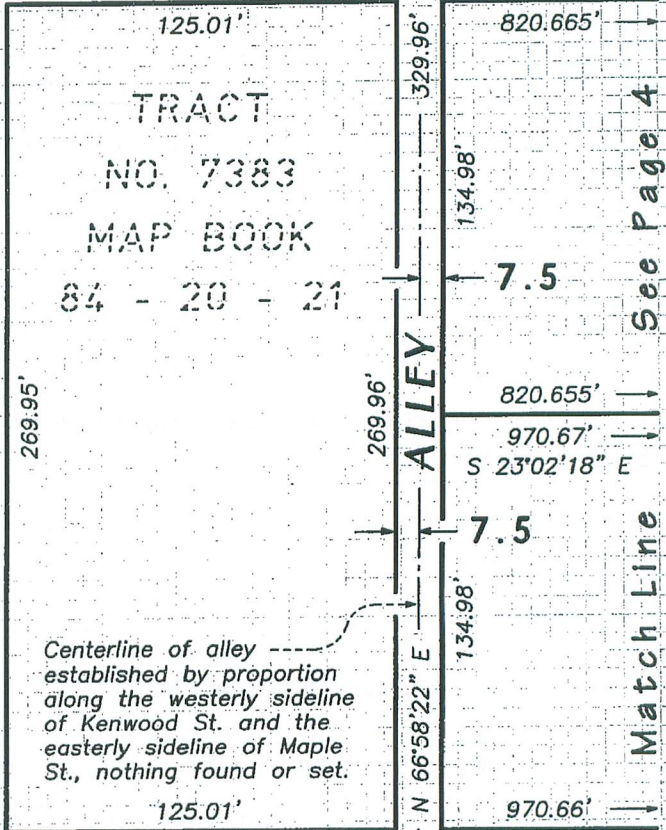 125.01'
820.665'
329.96'
TRACT
NO. 7383
MAP BOOK
84 - 20 - 21
134.98'
See Page 4
7.5
269.95'
269.96'
ALLEY
820.655'
970.67'
S 23°02'18" E
7.5
134.98'
Match Line
Centerline of alley
established by proportion
along the westerly sideline
of Kenwood St. and the
easterly sideline of Maple
St., nothing found or set.
N 66°58'22" E
125.01'
970.66'